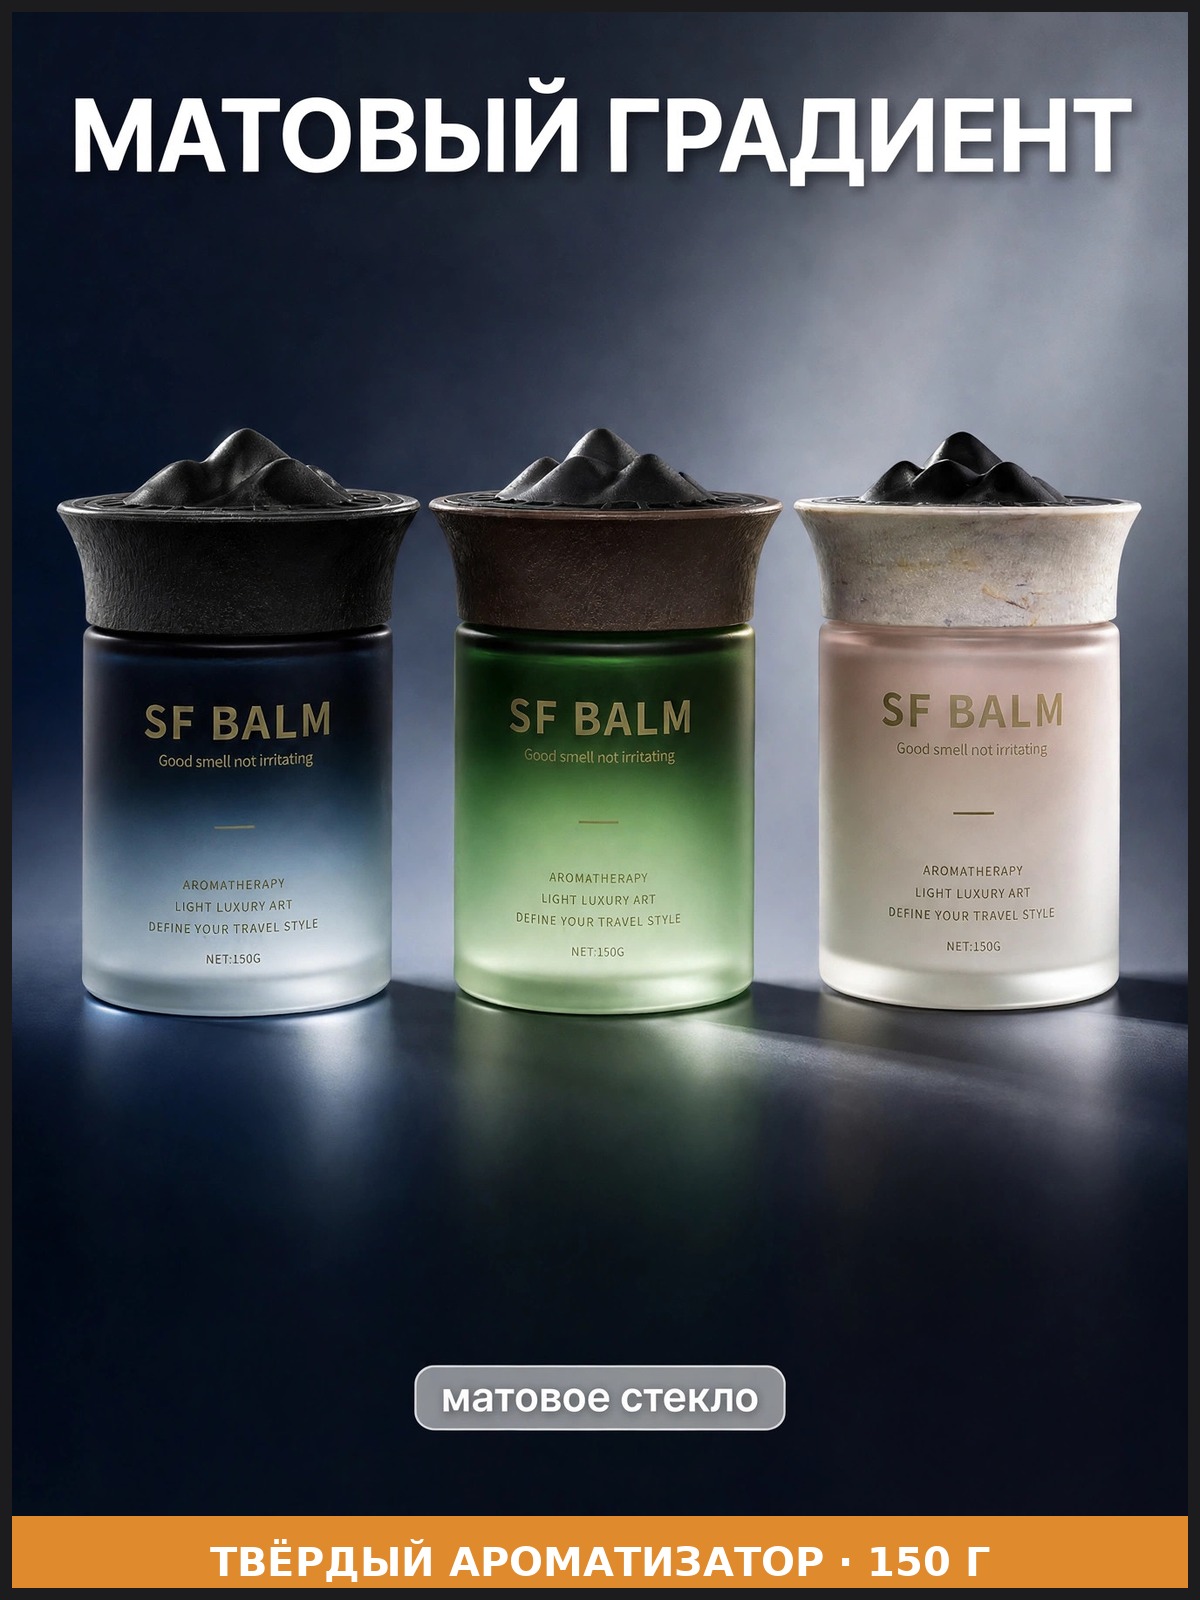 МАТОВЫЙ ГРАДИЕНТ
SF BALM
Good smell not irritating
AROMATHERAPY
LIGHT LUXURY ART
DEFINE YOUR TRAVEL STYLE
NET:150G
SF BALM
Good smell not irritating
AROMATHERAPY
LIGHT LUXURY ART
DEFINE YOUR TRAVEL STYLE
NET:150G
SF BALM
Good smell not irritating
AROMATHERAPY
LIGHT LUXURY ART
DEFINE YOUR TRAVEL STYLE
NET:150G
матовое стекло
ТВЁРДЫЙ АРОМАТИЗАТОР · 150 Г